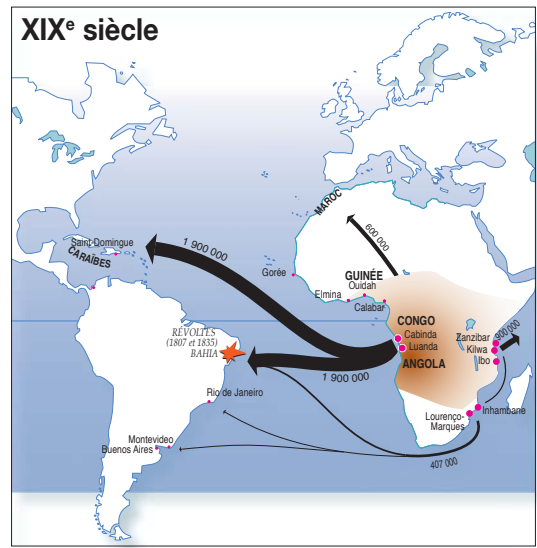 XIXe siècle
MAROC
600 000
1 900 000
Saint-Domingue
CARAÏBES
Gorée
GUINÉE
Ouidah
Elmina
Calabar
CONGO
Cabinda
Luanda
ANGOLA
Zanzibar
Kilwa
Ibo
900 000
RÉVOLTES
(1807 et 1835)
BAHIA
1 900 000
Rio de Janeiro
Inhambane
Lourenço-
Marques
Montevideo
Buenos Aires
407 000